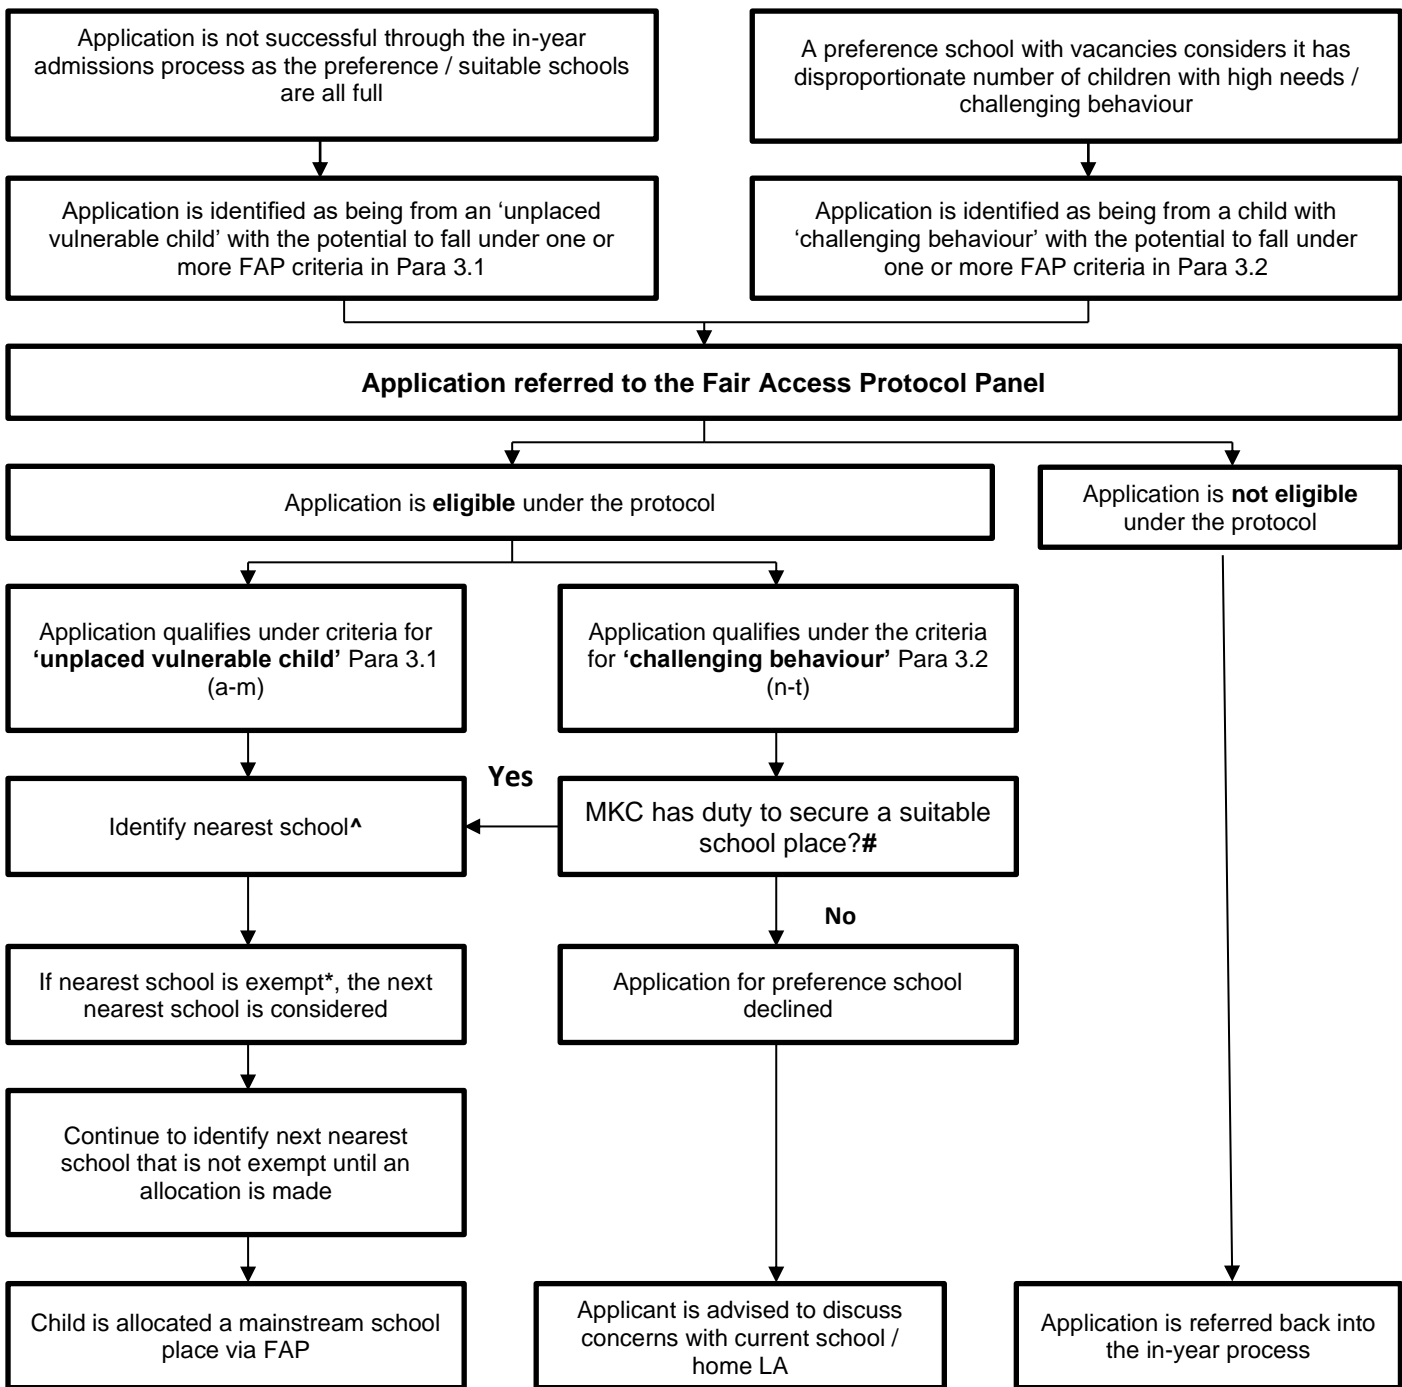 Application is not successful through the in-year
admissions process as the preference / suitable schools
are all full
A preference school with vacancies considers it has
disproportionate number of children with high needs /
challenging behaviour
Application is identified as being from an ‘unplaced
vulnerable child’ with the potential to fall under one or
more FAP criteria in Para 3.1
Application is identified as being from a child with
‘challenging behaviour’ with the potential to fall under
one or more FAP criteria in Para 3.2
Application referred to the Fair Access Protocol Panel
Application is eligible under the protocol
Application is not eligible
under the protocol
Application qualifies under criteria for
‘unplaced vulnerable child’ Para 3.1
(a-m)
Application qualifies under the criteria
for ‘challenging behaviour’ Para 3.2
(n-t)
Identify nearest school^
Yes
MKC has duty to secure a suitable
school place?#
No
If nearest school is exempt*, the next
nearest school is considered
Application for preference school
declined
Continue to identify next nearest
school that is not exempt until an
allocation is made
Child is allocated a mainstream school
place via FAP
Applicant is advised to discuss
concerns with current school /
home LA
Application is referred back into
the in-year process